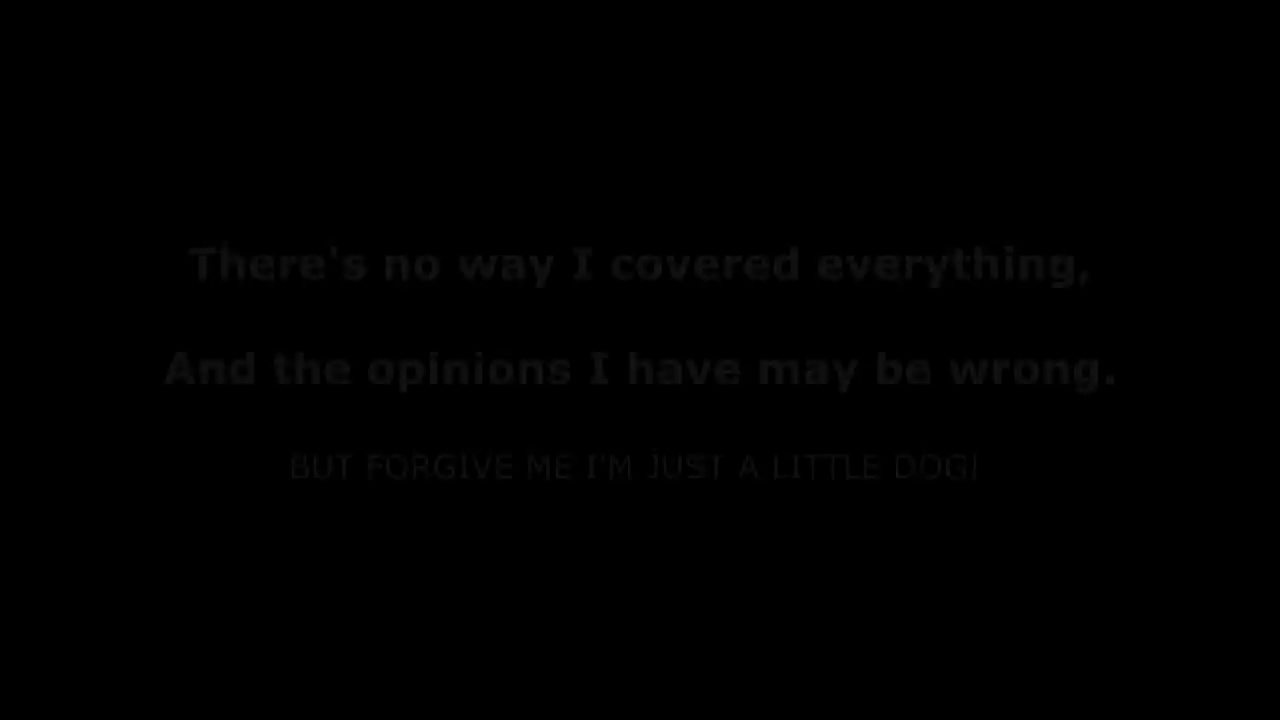 There's no way I covered everything,
And the opinions I have may be wrong.
BUT FORGIVE ME I'M JUST A LITTLE DOG!